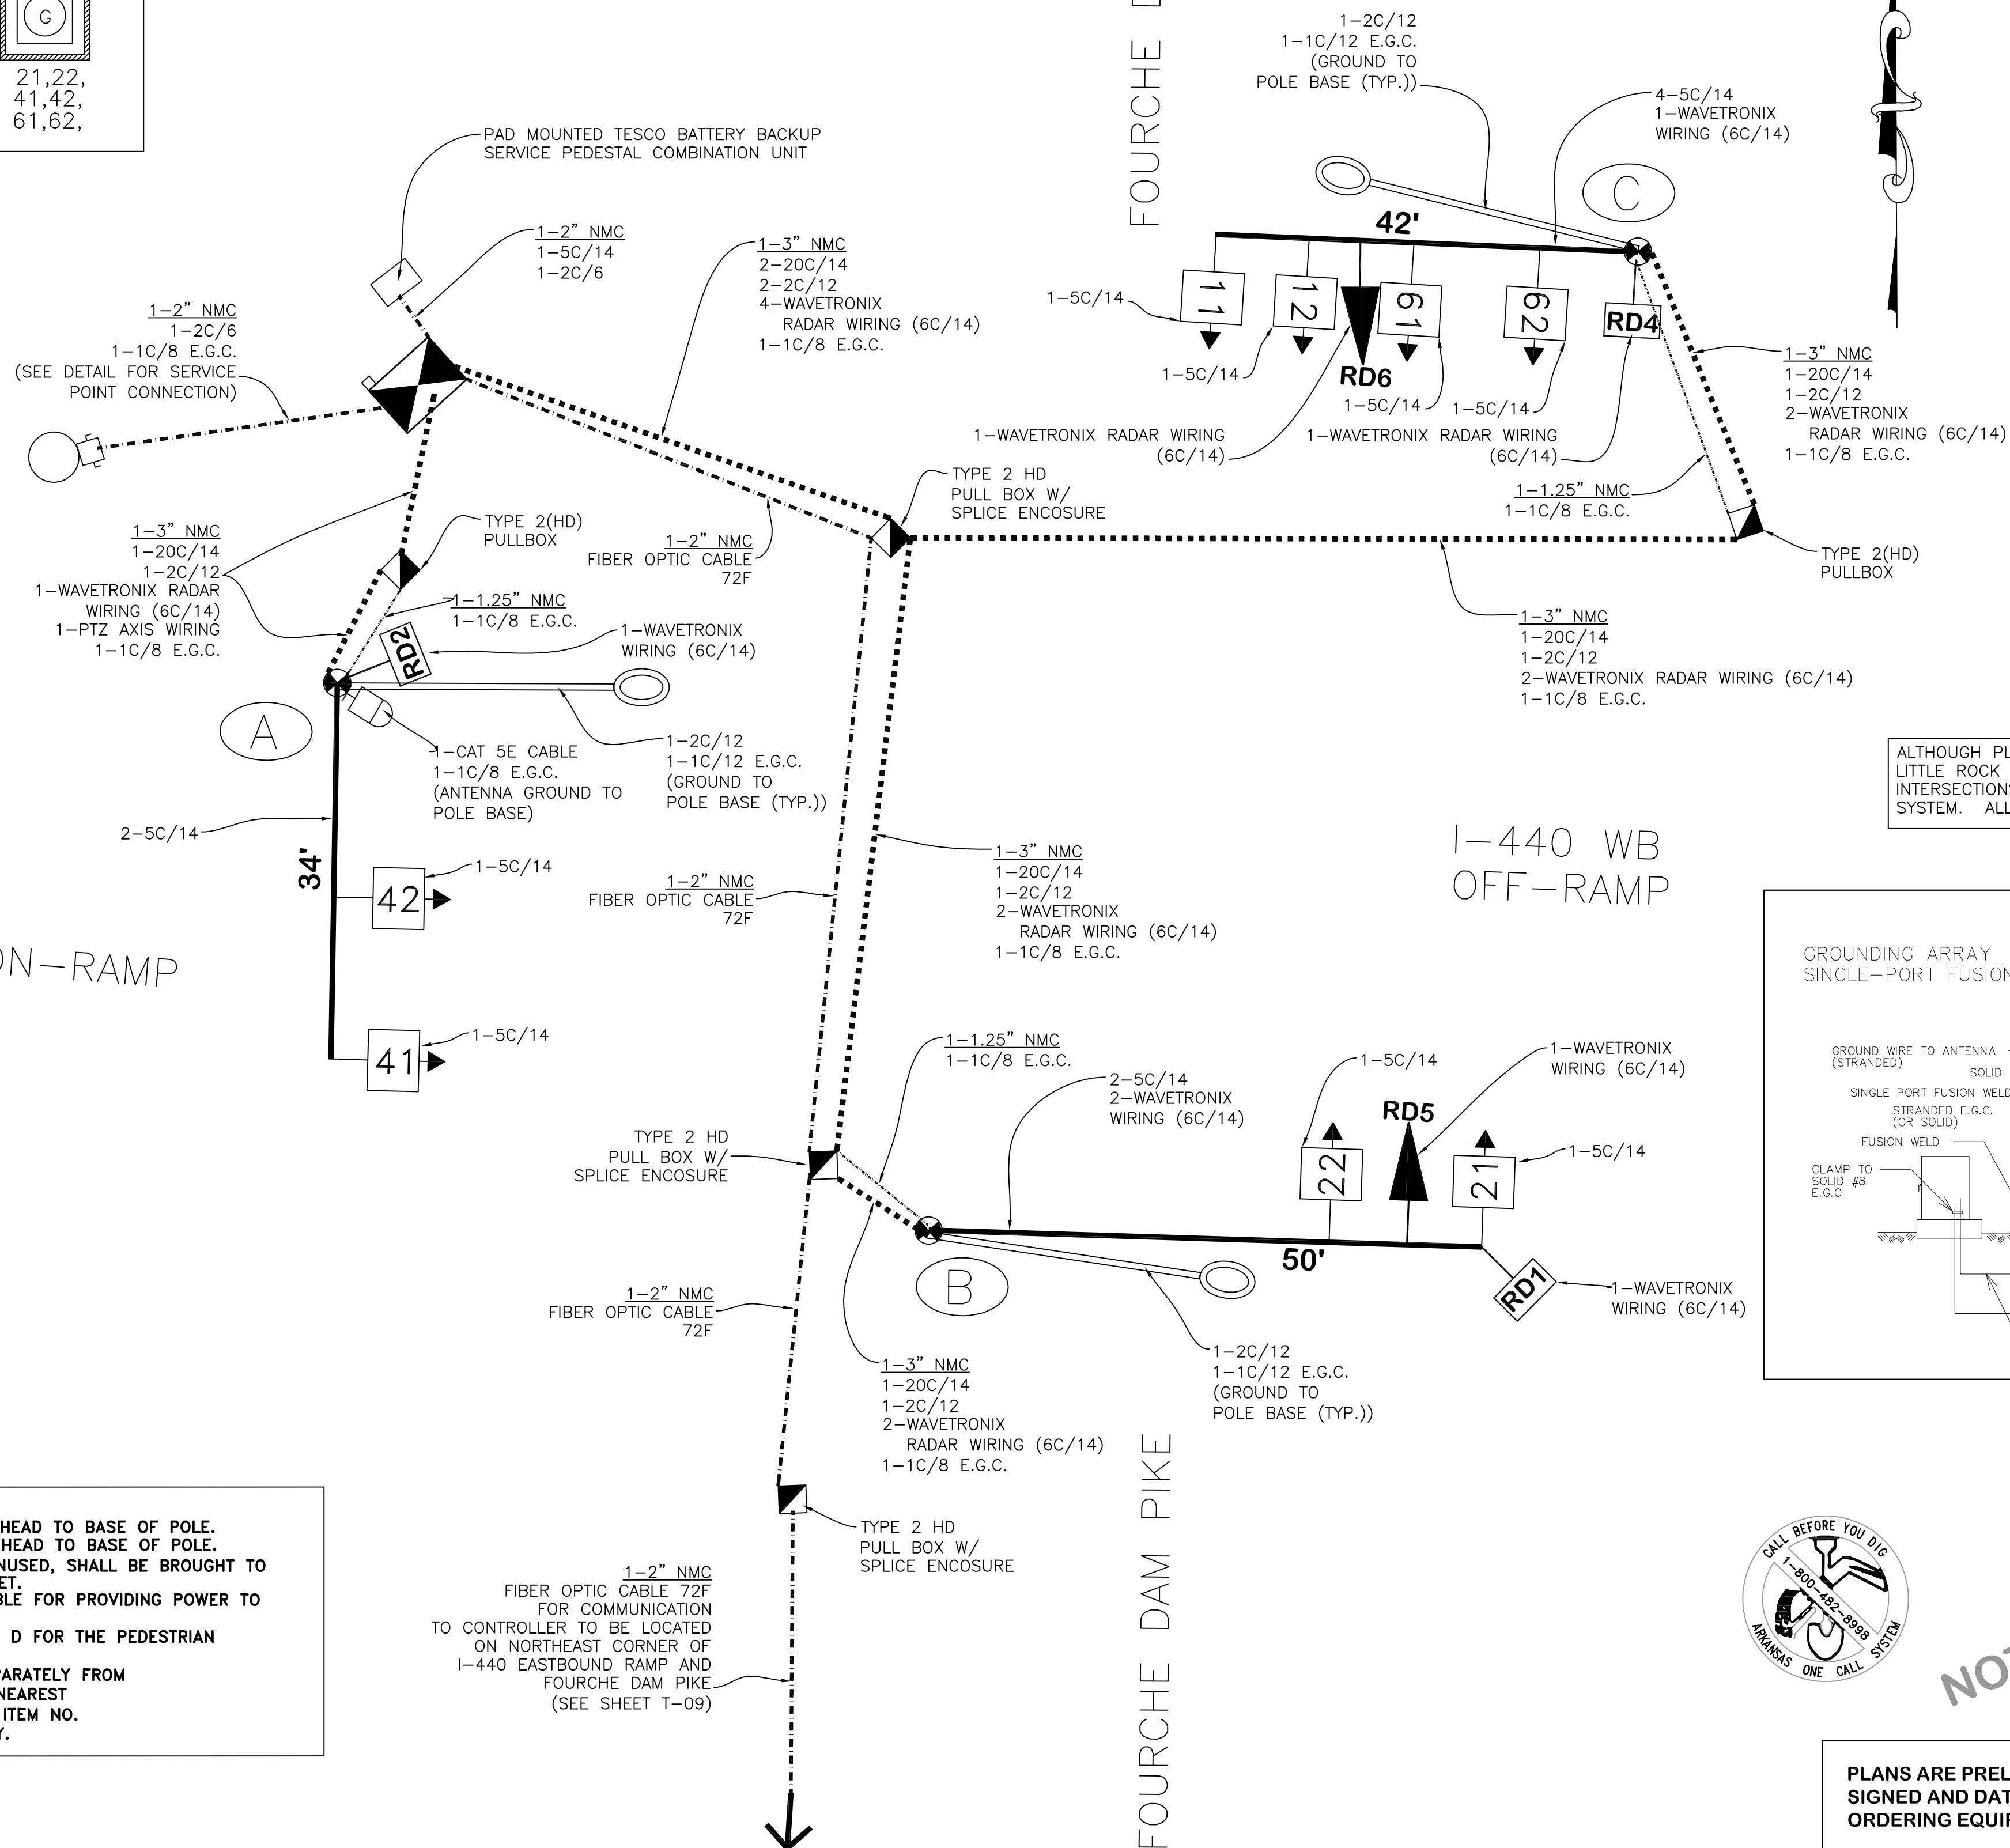 G
21,22,
41,42,
61,62,
PAD MOUNTED TESCO BATTERY BACKUP
SERVICE PEDESTAL COMBINATION UNIT
1-2" NMC
1-5C/14
1-2C/6
1-3" NMC
2-20C/14
2-2C/12
4-WAVETRONIX
RADAR WIRING (6C/14)
1-1C/8 E.G.C.
1-2" NMC
1-2C/6
1-1C/8 E.G.C.
(SEE DETAIL FOR SERVICE
POINT CONNECTION)
FOURCHE
1-2C/12
1-1C/12 E.G.C.
(GROUND TO
POLE BASE (TYP.))
4-5C/14
1-WAVETRONIX
WIRING (6C/14)
C
42'
1-5C/14
11
12
61
62
RD4
RD6
1-5C/14
1-5C/14
1-5C/14
1-WAVETRONIX RADAR WIRING
(6C/14)
1-WAVETRONIX RADAR WIRING
(6C/14)
1-3" NMC
1-20C/14
1-2C/12
2-WAVETRONIX
RADAR WIRING (6C/14)
1-1C/8 E.G.C.
1-1.25" NMC
1-1C/8 E.G.C.
TYPE 2 HD
PULL BOX W/
SPLICE ENCOSURE
TYPE 2(HD)
PULLBOX
1-3" NMC
1-20C/14
1-2C/12
1-WAVETRONIX RADAR
WIRING (6C/14)
1-PTZ AXIS WIRING
1-1C/8 E.G.C.
TYPE 2(HD)
PULLBOX
1-2" NMC
FIBER OPTIC CABLE
72F
1-1.25" NMC
1-1C/8 E.G.C.
RD2
1-WAVETRONIX
WIRING (6C/14)
1-3" NMC
1-20C/14
1-2C/12
2-WAVETRONIX RADAR WIRING (6C/14)
1-1C/8 E.G.C.
A
1-CAT 5E CABLE
1-1C/8 E.G.C.
(ANTENNA GROUND TO
POLE BASE)
1-2C/12
1-1C/12 E.G.C.
(GROUND TO
POLE BASE (TYP.))
2-5C/14
34'
42
1-5C/14
41
1-5C/14
ON-RAMP
1-2" NMC
FIBER OPTIC CABLE
72F
1-3" NMC
1-20C/14
1-2C/12
2-WAVETRONIX
RADAR WIRING (6C/14)
1-1C/8 E.G.C.
I-440 WB
OFF-RAMP
ALTHOUGH
LITTLE ROCK
INTERSECTIONS
SYSTEM. ALL
GROUNDING ARRAY
SINGLE-PORT FUSION
GROUND WIRE TO ANTENNA
(STRANDED)
SOLID
SINGLE PORT FUSION WELD
STRANDED E.G.C.
(OR SOLID)
FUSION WELD
CLAMP TO
SOLID #8
E.G.C.
1-1.25" NMC
1-1C/8 E.G.C.
2-5C/14
2-WAVETRONIX
WIRING (6C/14)
1-5C/14
1-WAVETRONIX
WIRING (6C/14)
RD5
22
21
1-5C/14
TYPE 2 HD
PULL BOX W/
SPLICE ENCOSURE
50'
B
RD1
1-WAVETRONIX
WIRING (6C/14)
1-2" NMC
FIBER OPTIC CABLE
72F
1-3" NMC
1-20C/14
1-2C/12
2-WAVETRONIX
RADAR WIRING (6C/14)
1-1C/8 E.G.C.
1-2C/12
1-1C/12 E.G.C.
(GROUND TO
POLE BASE (TYP.))
FOURCHE DAM PIKE
TYPE 2 HD
PULL BOX W/
SPLICE ENCOSURE
1-2" NMC
FIBER OPTIC CABLE 72F
FOR COMMUNICATION
TO CONTROLLER TO BE LOCATED
ON NORTHEAST CORNER OF
I-440 EASTBOUND RAMP AND
FOURCHE DAM PIKE
(SEE SHEET T-09)
HEAD TO BASE OF POLE.
HEAD TO BASE OF POLE.
NUSED, SHALL BE BROUGHT TO
ET.
BLE FOR PROVIDING POWER TO
D FOR THE PEDESTRIAN
PARATELY FROM
NEAREST
ITEM NO.
Y.
CALL BEFORE YOU DIG
1-800-482-8998
ARKANSAS ONE CALL SYSTEM
NOT
PLANS ARE PREL
SIGNED AND DAT
ORDERING EQUIP